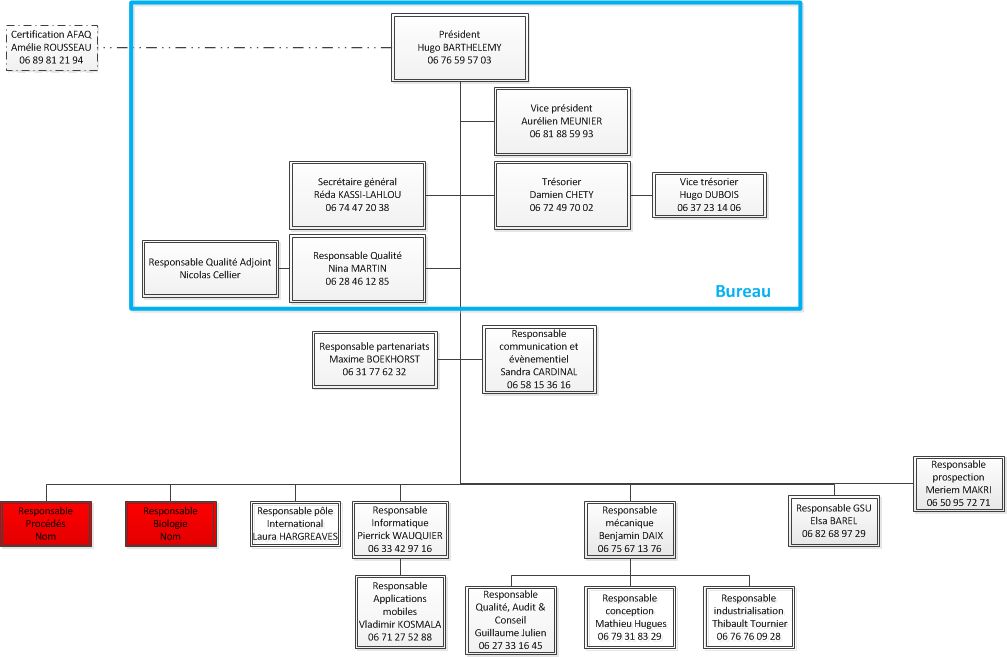 Certification AFAQ
Amélie ROUSSEAU
06 89 81 21 94
Président
Hugo BARTHELEMY
06 76 59 57 03
Vice président
Aurélien MEUNIER
06 81 88 59 93
Secrétaire général
Réda KASSI-LAHLOU
06 74 47 20 38
Trésorier
Damien CHETY
06 72 49 70 02
Vice trésorier
Hugo DUBOIS
06 37 23 14 06
Responsable Qualité Adjoint
Nicolas Cellier
Responsable Qualité
Nina MARTIN
06 28 46 12 85
Bureau
Responsable partenariats
Maxime BOEKHORST
06 31 77 62 32
Responsable
communication et
évènementiel
Sandra CARDINAL
06 58 15 36 16
Responsable
prospection
Meriem MAKRI
06 50 95 72 71
Responsable
Procédés
Nom
Responsable
Biologie
Nom
Responsable pôle
International
Laura HARGREAVES
Responsable
Informatique
Pierrick WAUQUIER
06 33 42 97 16
Responsable
mécanique
Benjamin DAIX
06 75 67 13 76
Responsable GSU
Elsa BAREL
06 82 68 97 29
Responsable
Applications
mobiles
Vladimir KOSMALA
06 71 27 52 88
Responsable
Qualité, Audit &
Conseil
Guillaume Julien
06 27 33 16 45
Responsable
conception
Mathieu Hugues
06 79 31 83 29
Responsable
industrialisation
Thibault Tournier
06 76 76 09 28